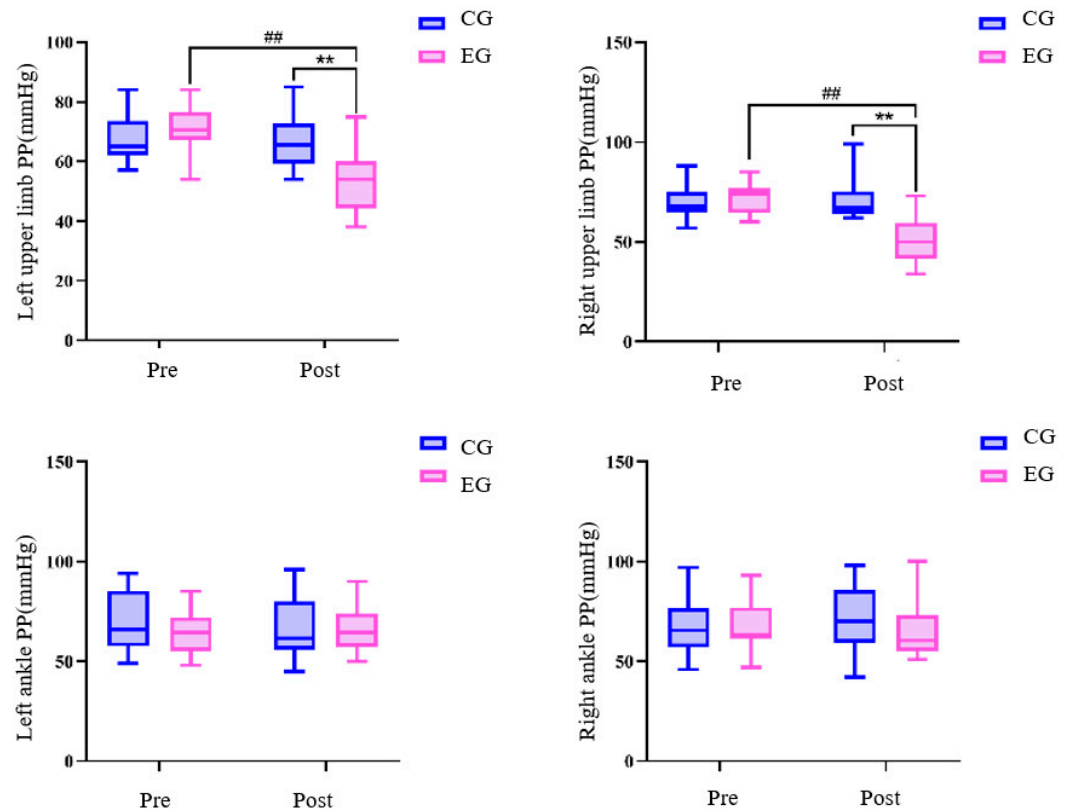 CG
EG
Left upper limb PP(mmHg)
100
80
60
40
20
0
##
**
Pre
Post
CG
EG
Right upper limb PP(mmHg)
150
100
50
0
##
**
Pre
Post
CG
EG
Left ankle PP(mmHg)
150
100
50
0
Pre
Post
CG
EG
Right ankle PP(mmHg)
150
100
50
0
Pre
Post